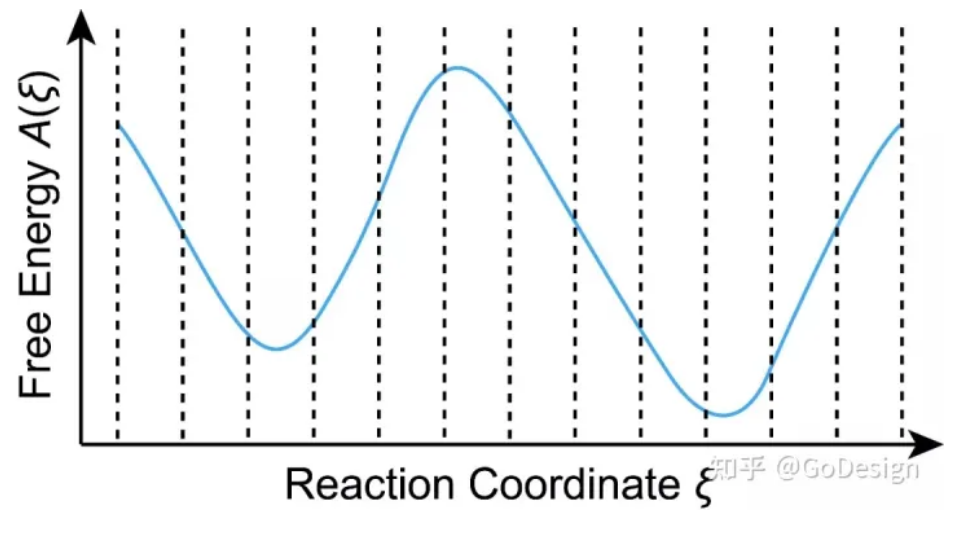 Free Energy A(ξ)
Reaction Coordinate ξ
知乎 @GoDesign